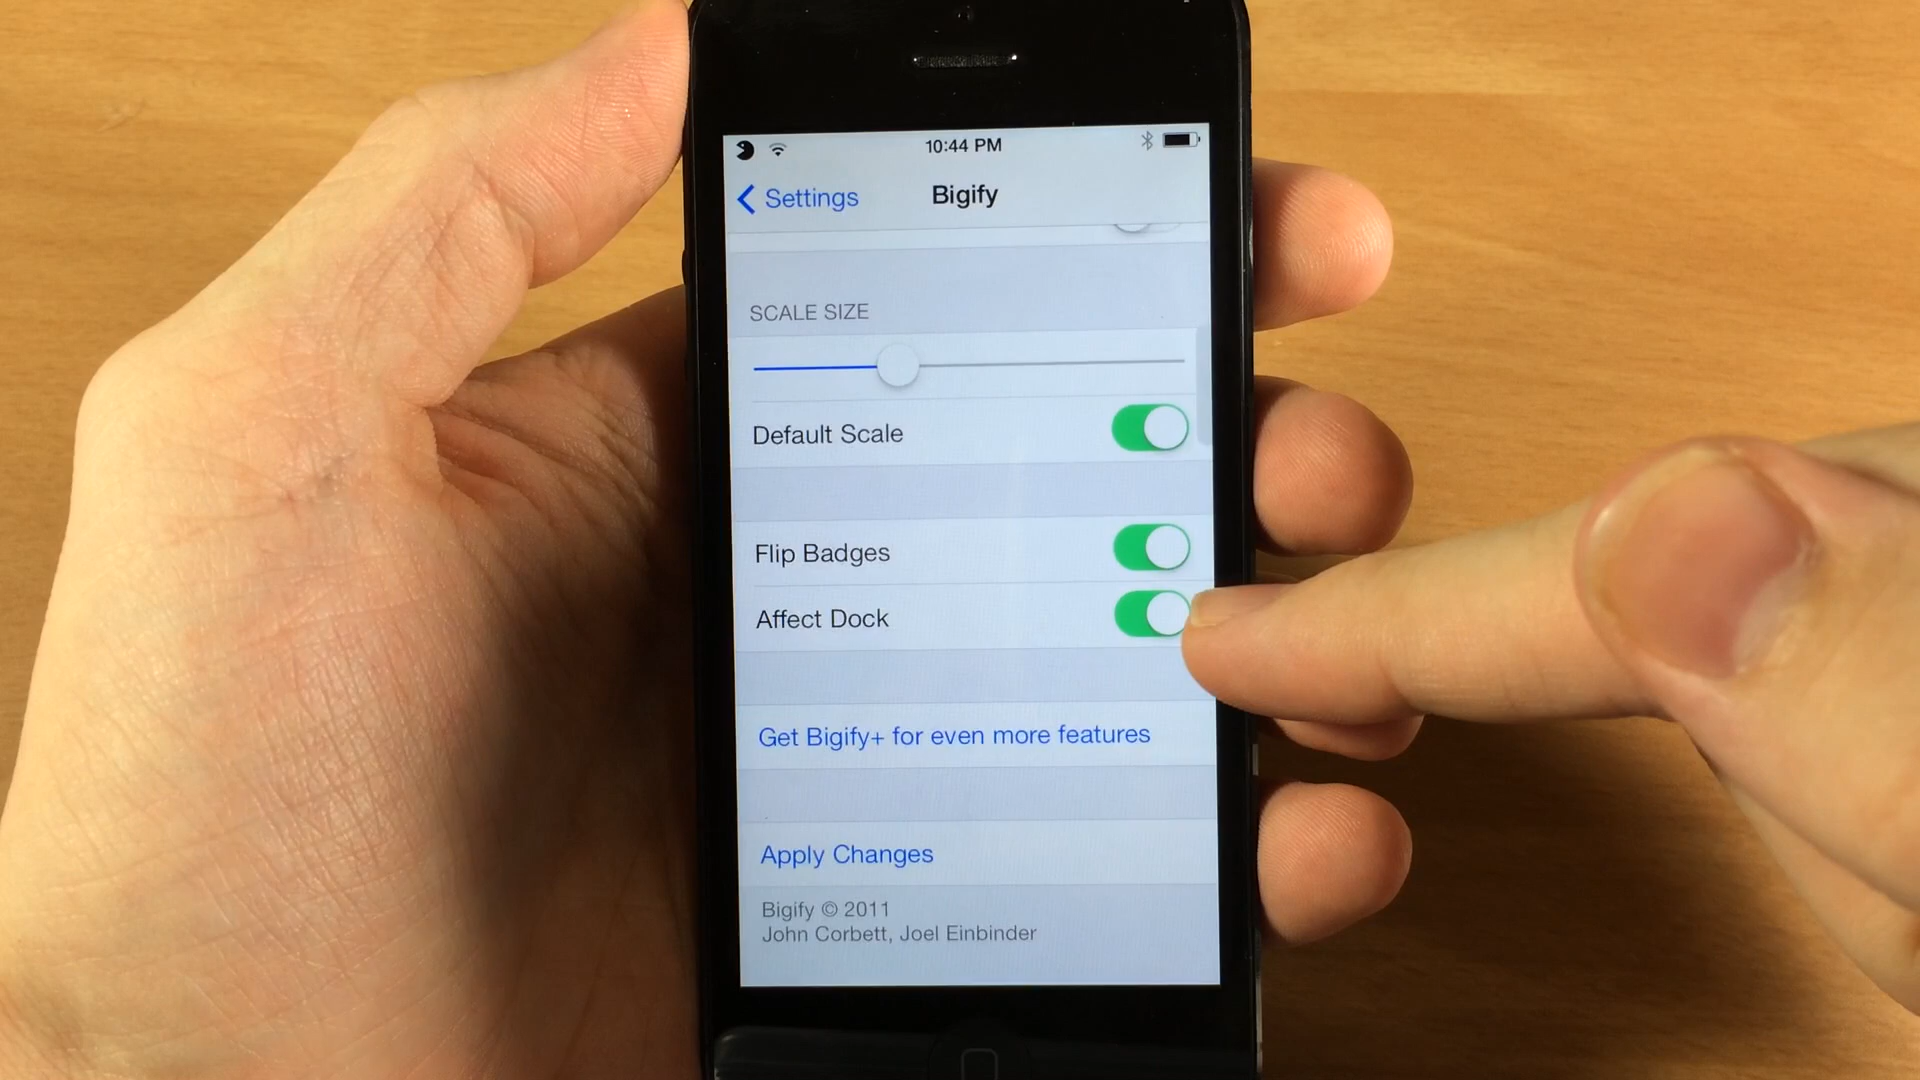 10:44 PM
Settings
Bigify
SCALE SIZE
Default Scale
Flip Badges
Affect Dock
Get Bigify+ for even more features
Apply Changes
Bigify © 2011
John Corbett, Joel Einbinder